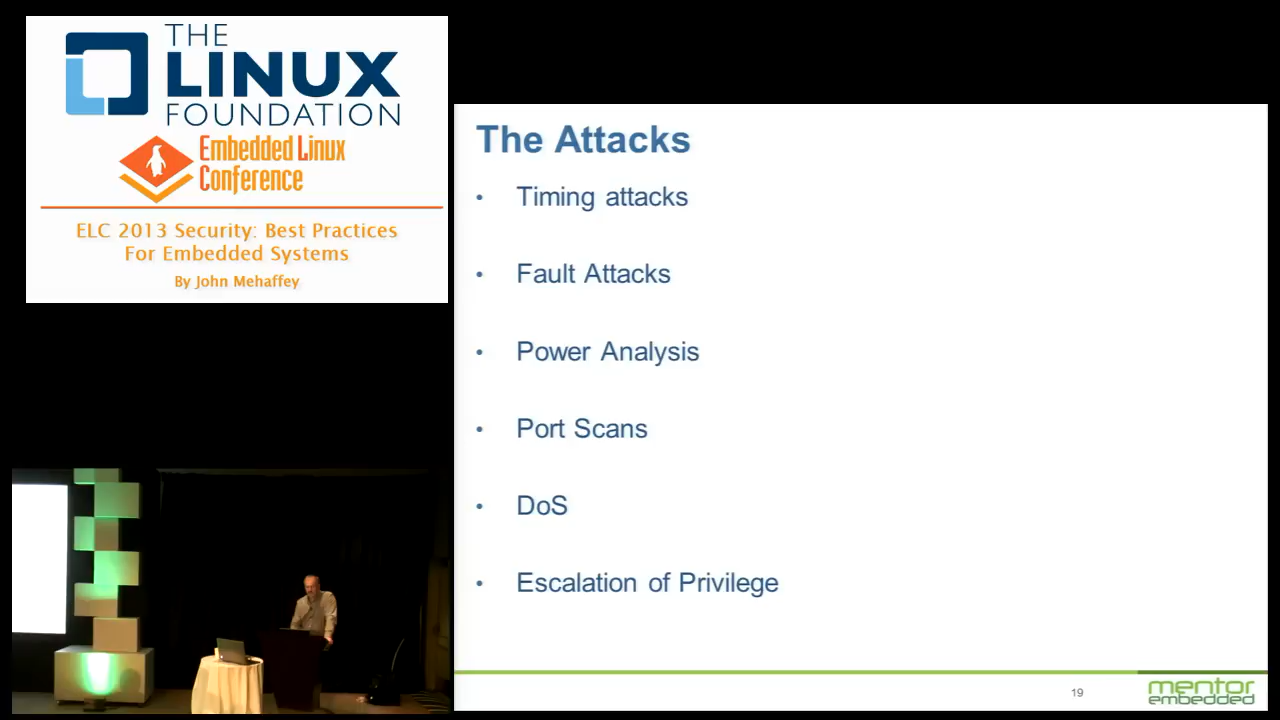 THE
LINUX
FOUNDATION
Embedded Linux
Conference
ELC 2013 Security: Best Practices
For Embedded Systems
By John Mehaffey
The Attacks
• Timing attacks
• Fault Attacks
• Power Analysis
• Port Scans
• DoS
• Escalation of Privilege
19
mentor
embedded